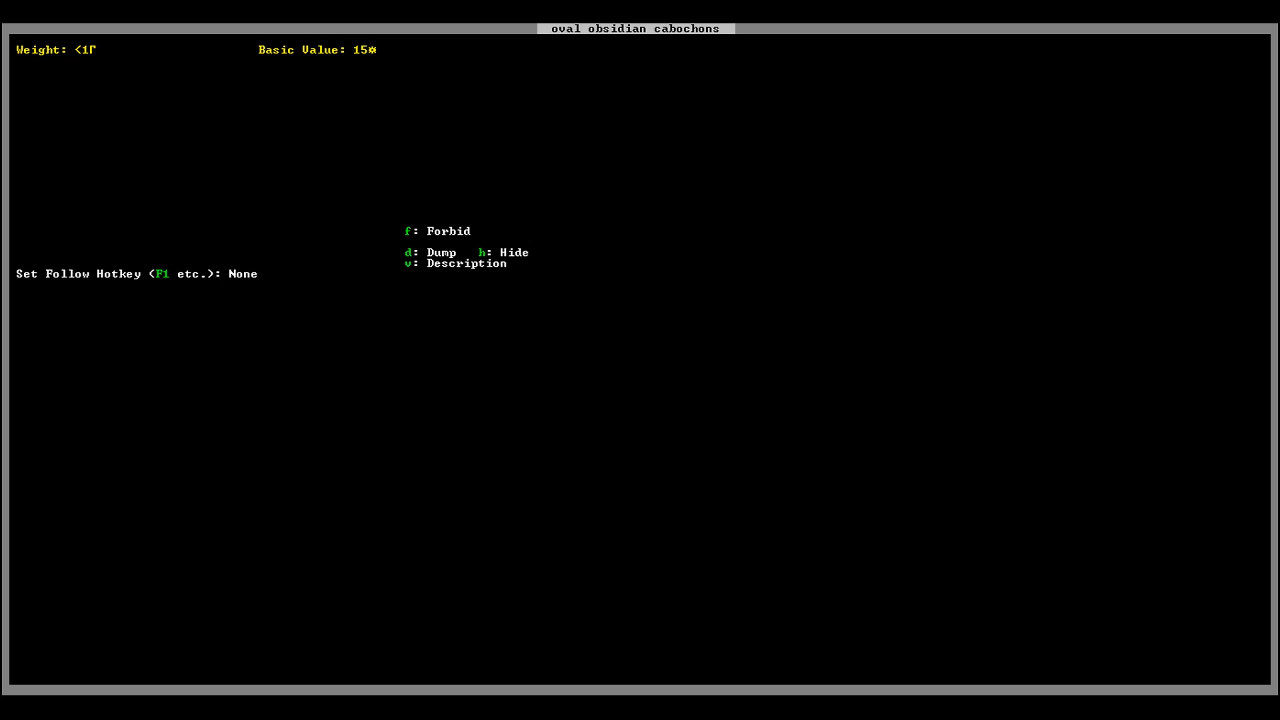 oval obsidian cabochons
Weight: <1Γ Basic Value: 15☼
f: Forbid
d: Dump h: Hide
v: Description
Set Follow Hotkey (F1 etc.): None